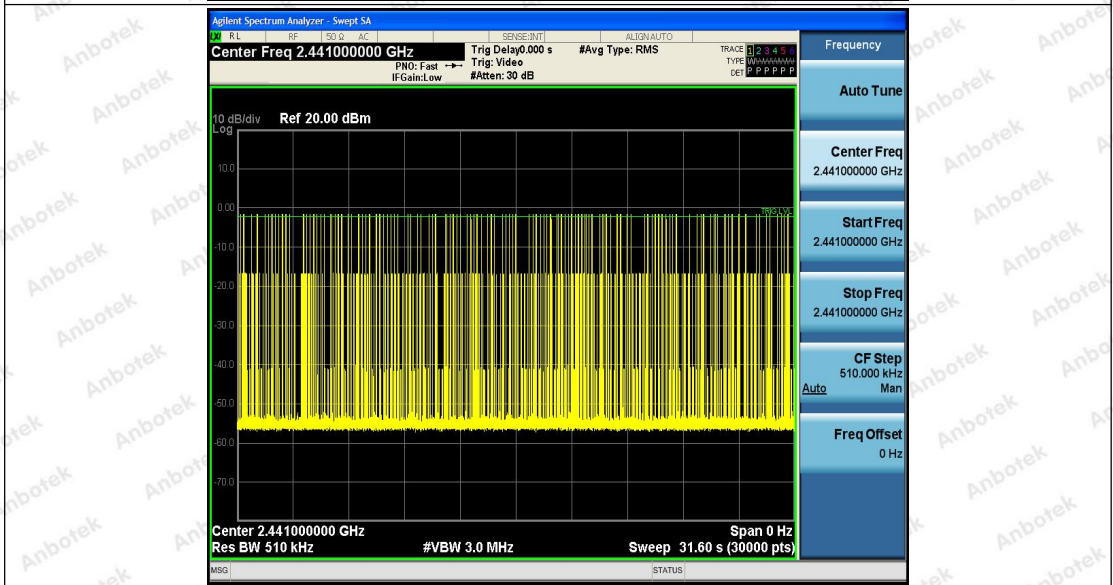 Agilent Spectrum Analyzer - Swept SA
LXI RL RF 50 Ω AC SENSE:INT ALIGN AUTO
Center Freq 2.441000000 GHz
PNO: Fast
IFGain:Low
Trig Delay0.000 s
Trig: Video
#Atten: 30 dB
#Avg Type: RMS
TRACE 1 2 3 4 5 6
TYPE
DET P P P P P P
10 dB/div
Log
Ref 20.00 dBm
10.0
0.00
-10.0
-20.0
-30.0
-40.0
-50.0
-60.0
-70.0
TRIG LVL
Center 2.441000000 GHz
Span 0 Hz
Res BW 510 kHz
#VBW 3.0 MHz
Sweep 31.60 s (30000 pts)
MSG
STATUS
Frequency
Auto Tune
Center Freq
2.441000000 GHz
Start Freq
2.441000000 GHz
Stop Freq
2.441000000 GHz
CF Step
510.000 kHz
Auto Man
Freq Offset
0 Hz
Anbotek